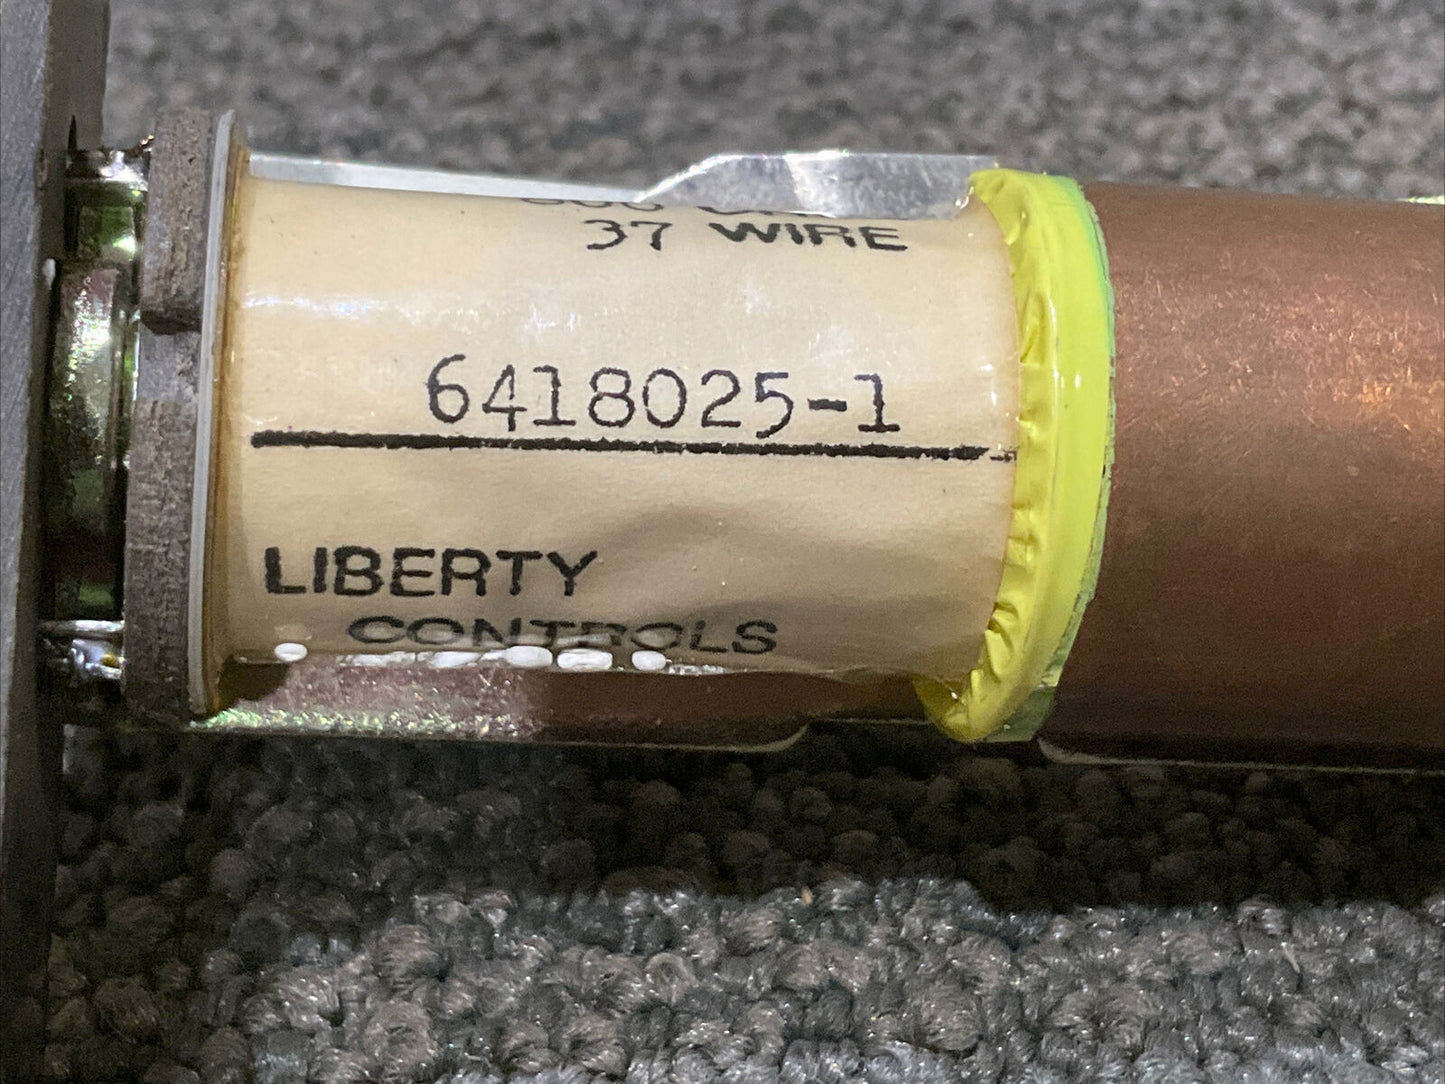 37 WIRE
6418025-1
LIBERTY
CONTROLS